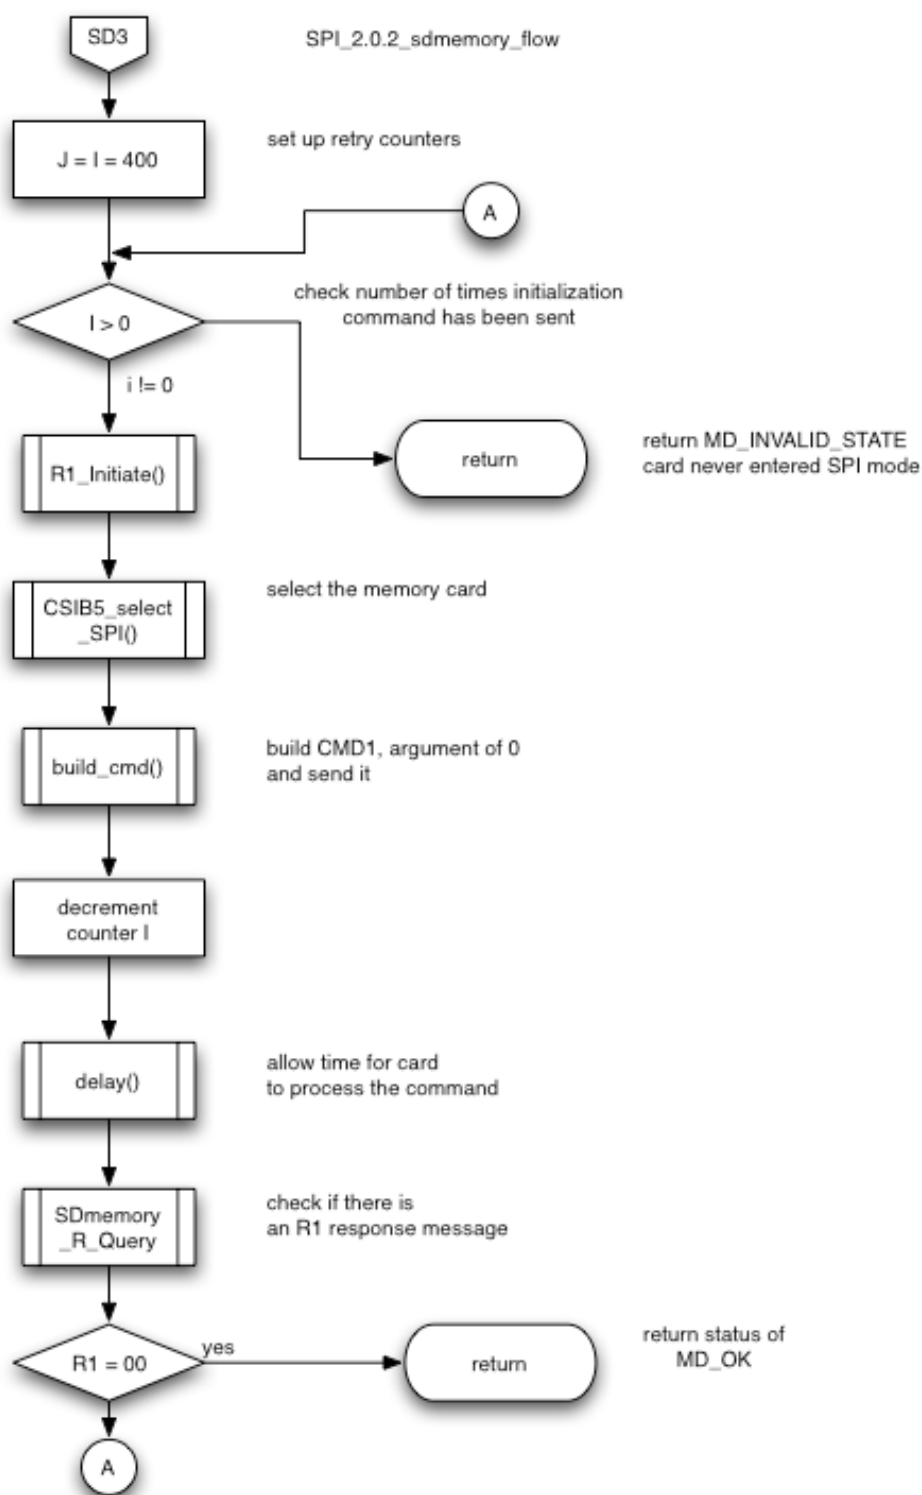 SD3
SPI_2.0.2_sdmemory_flow
J = I = 400
set up retry counters
A
I > 0
check number of times initialization
command has been sent
i != 0
R1_Initiate()
return
return MD_INVALID_STATE
card never entered SPI mode
CSIB5_select
_SPI()
select the memory card
build_cmd()
build CMD1, argument of 0
and send it
decrement
counter I
delay()
allow time for card
to process the command
SDmemory
_R_Query
check if there is
an R1 response message
R1 = 00
yes
return
return status of
MD_OK
A